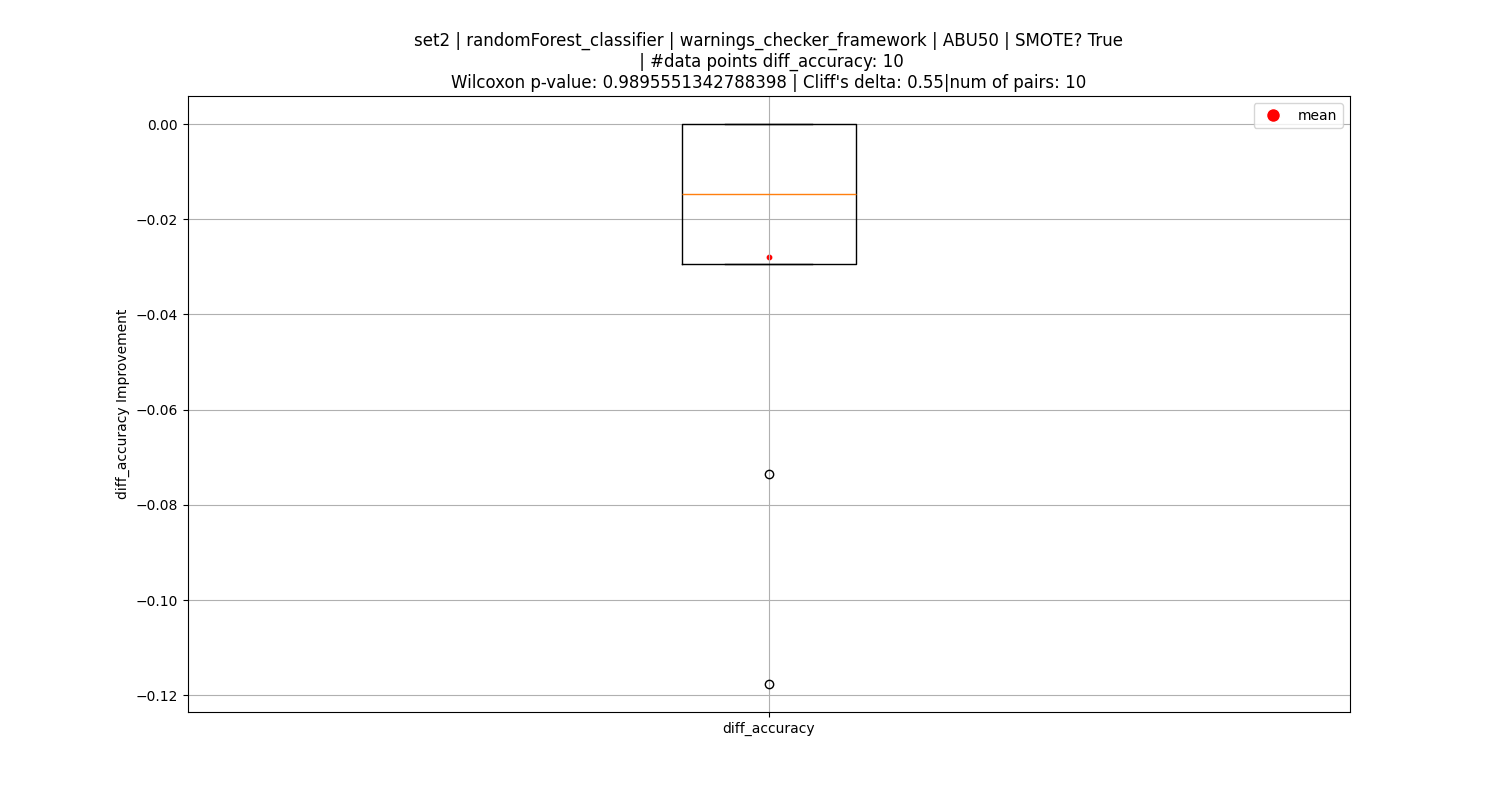 set2 | randomForest_classifier | warnings_checker_framework | ABU50 | SMOTE? True
| #data points diff_accuracy: 10
Wilcoxon p-value: 0.9895551342788398 | Cliff's delta: 0.55|num of pairs: 10
mean
0.00
−0.02
−0.04
−0.06
−0.08
−0.10
−0.12
diff_accuracy Improvement
diff_accuracy